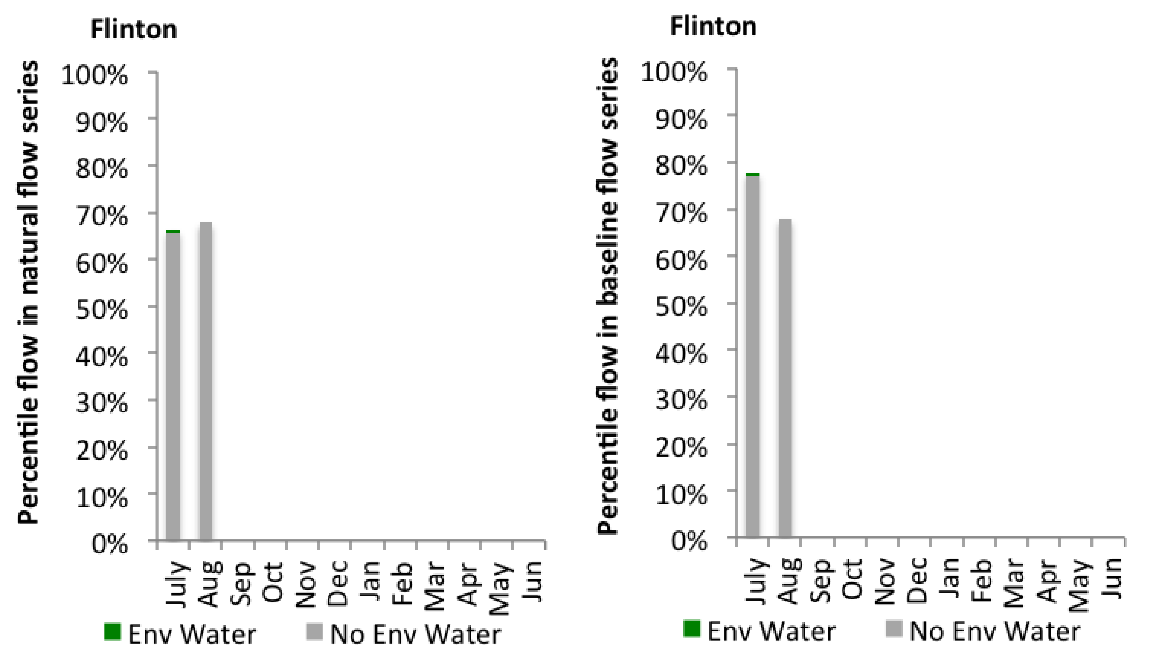 Flinton
Percentile flow in natural flow series
100%
90%
80%
70%
60%
50%
40%
30%
20%
10%
0%
July
Aug
Sep
Oct
Nov
Dec
Jan
Feb
Mar
Apr
May
Jun
Env Water
No Env Water
Flinton
Percentile flow in baseline flow series
100%
90%
80%
70%
60%
50%
40%
30%
20%
10%
0%
July
Aug
Sep
Oct
Nov
Dec
Jan
Feb
Mar
Apr
May
Jun
Env Water
No Env Water